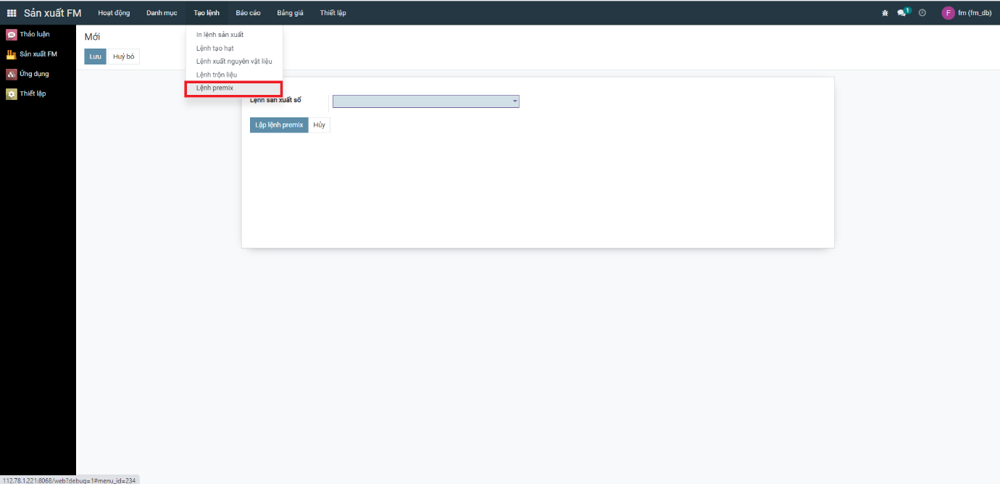 Sản xuất FM Hoạt động Danh mục Tạo lệnh Báo cáo Bảng giá Thiết lập 1 F fm (fm_db)
Thảo luận
Sản xuất FM
Ứng dụng
Thiết lập
Mới
Lưu Huỷ bỏ
In lệnh sản xuất
Lệnh tạo hạt
Lệnh xuất nguyên vật liệu
Lệnh trộn liệu
Lệnh premix
Lệnh sản xuất số
Lập lệnh premix Hủy
112.78.1.221:8068/web?debug=1#menu_id=234